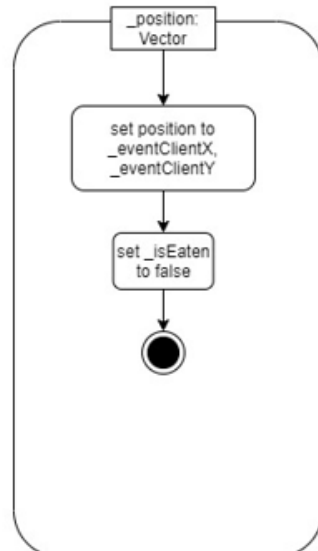 _position:
Vector
set position to
_eventClientX,
_eventClientY
set _isEaten
to false